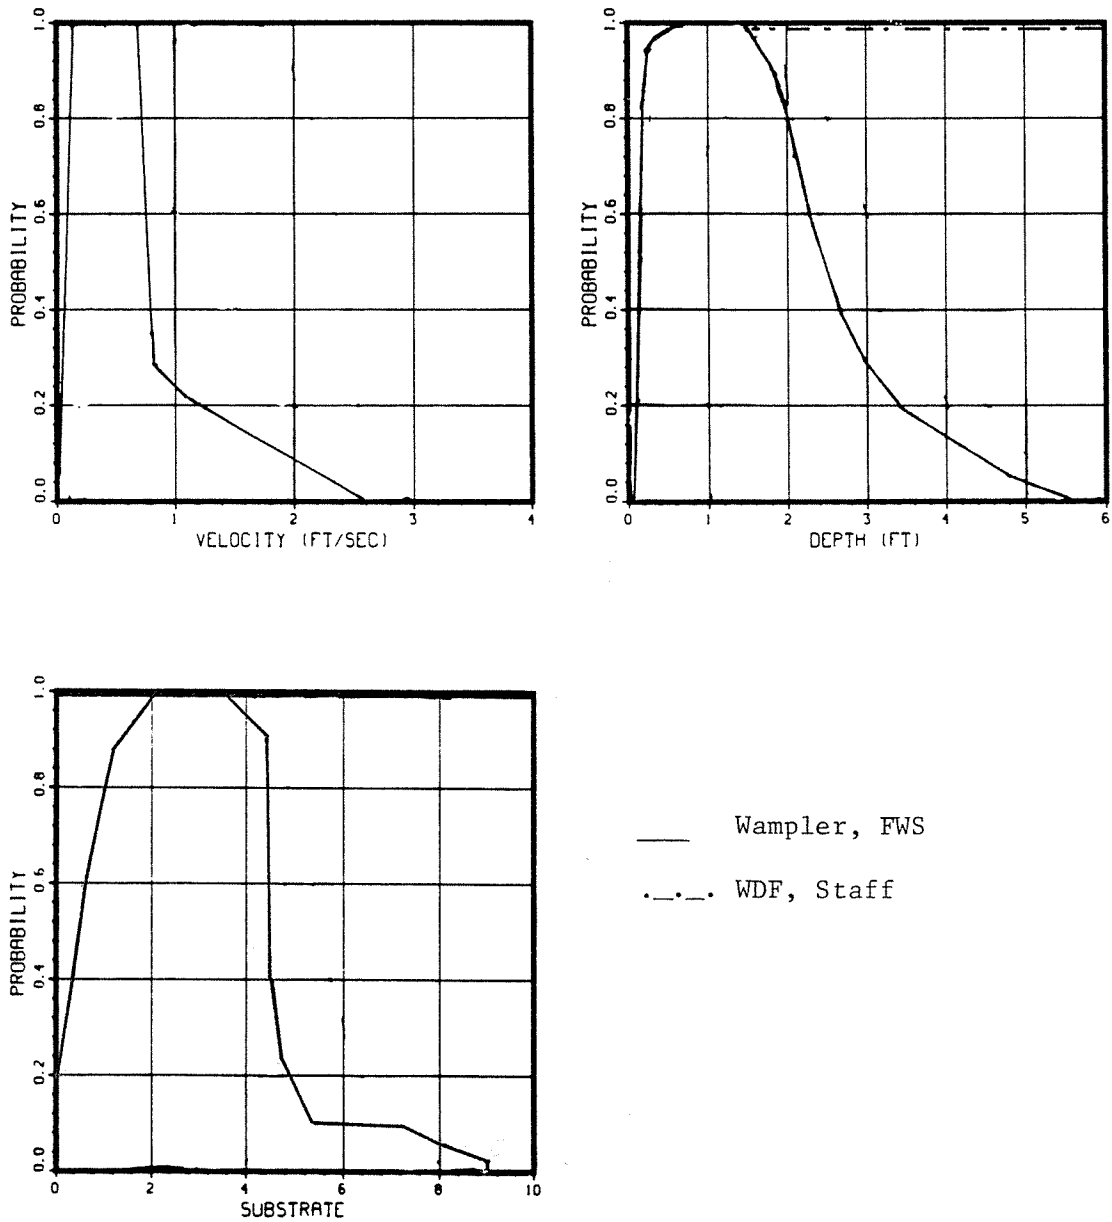 PROBABILITY
1.0
0.8
0.6
0.4
0.2
0.0
0 1 2 3 4
VELOCITY (FT/SEC)
PROBABILITY
1.0
0.8
0.6
0.4
0.2
0.0
0 1 2 3 4 5 6
DEPTH (FT)
PROBABILITY
1.0
0.8
0.6
0.4
0.2
0.0
0 2 4 6 8 10
SUBSTRATE
Wampler, FWS
WDF, Staff